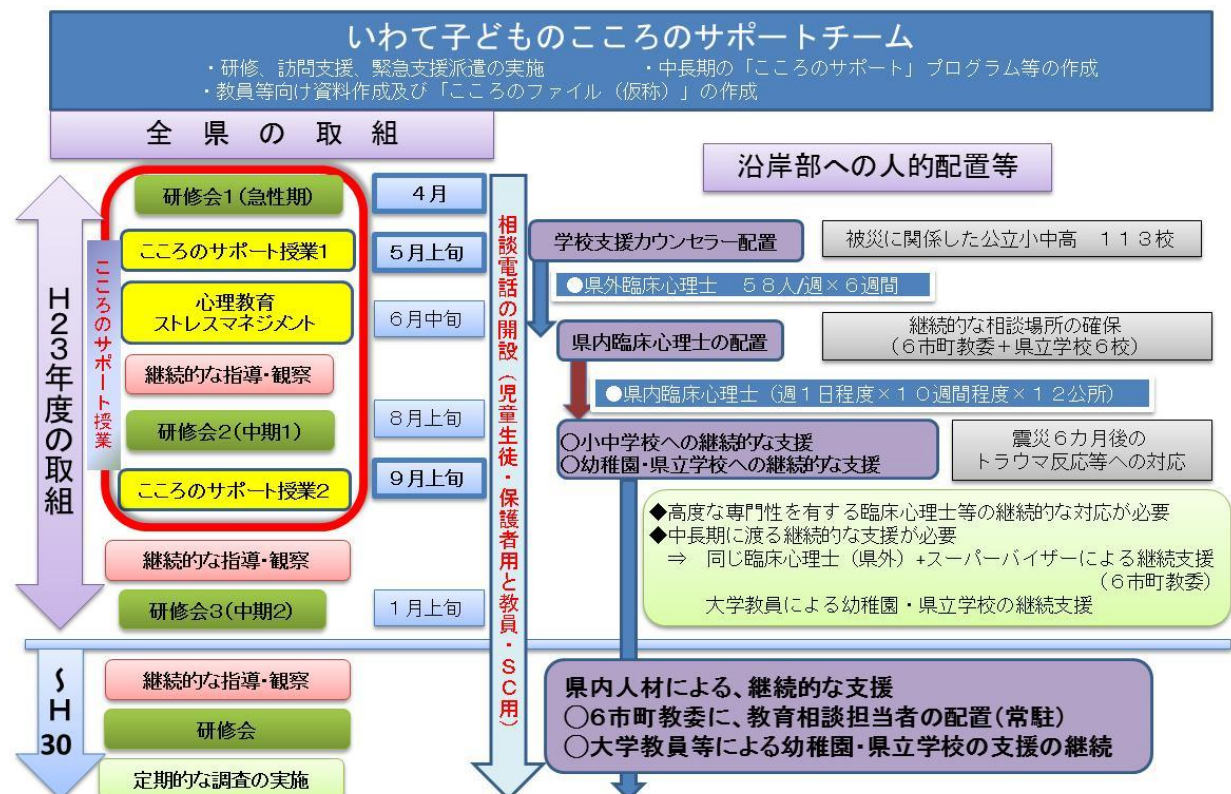 いわて子どものこころのサポートチーム
・研修、訪問支援、緊急支援派遣の実施　・中長期の「こころのサポート」プログラム等の作成
・教員等向け資料作成及び「こころのファイル（仮称）」の作成
全県の取組
H23年度の取組
こころのサポート授業
研修会1（急性期）
4月
こころのサポート授業1
5月上旬
心理教育
ストレスマネジメント
6月中旬
継続的な指導・観察
研修会2（中期1）
8月上旬
こころのサポート授業2
9月上旬
継続的な指導・観察
研修会3（中期2）
1月上旬
～H30
継続的な指導・観察
研修会
定期的な調査の実施
相談電話の開設（児童生徒・保護者用と教員・SC用）
沿岸部への人的配置等
学校支援カウンセラー配置
被災に関係した公立小中高　１１３校
●県外臨床心理士　５８人/週×６週間
県内臨床心理士の配置
継続的な相談場所の確保
（６市町教委＋県立学校６校）
●県内臨床心理士（週１日程度×１０週間程度×１２公所）
○小中学校への継続的な支援
○幼稚園・県立学校への継続的な支援
震災６カ月後の
トラウマ反応等への対応
◆高度な専門性を有する臨床心理士等の継続的な対応が必要
◆中長期に渡る継続的な支援が必要
⇒　同じ臨床心理士（県外）+スーパーバイザーによる継続支援
（６市町教委）
大学教員による幼稚園・県立学校の継続支援
県内人材による、継続的な支援
○6市町教委に、教育相談担当者の配置（常駐）
○大学教員等による幼稚園・県立学校の支援の継続